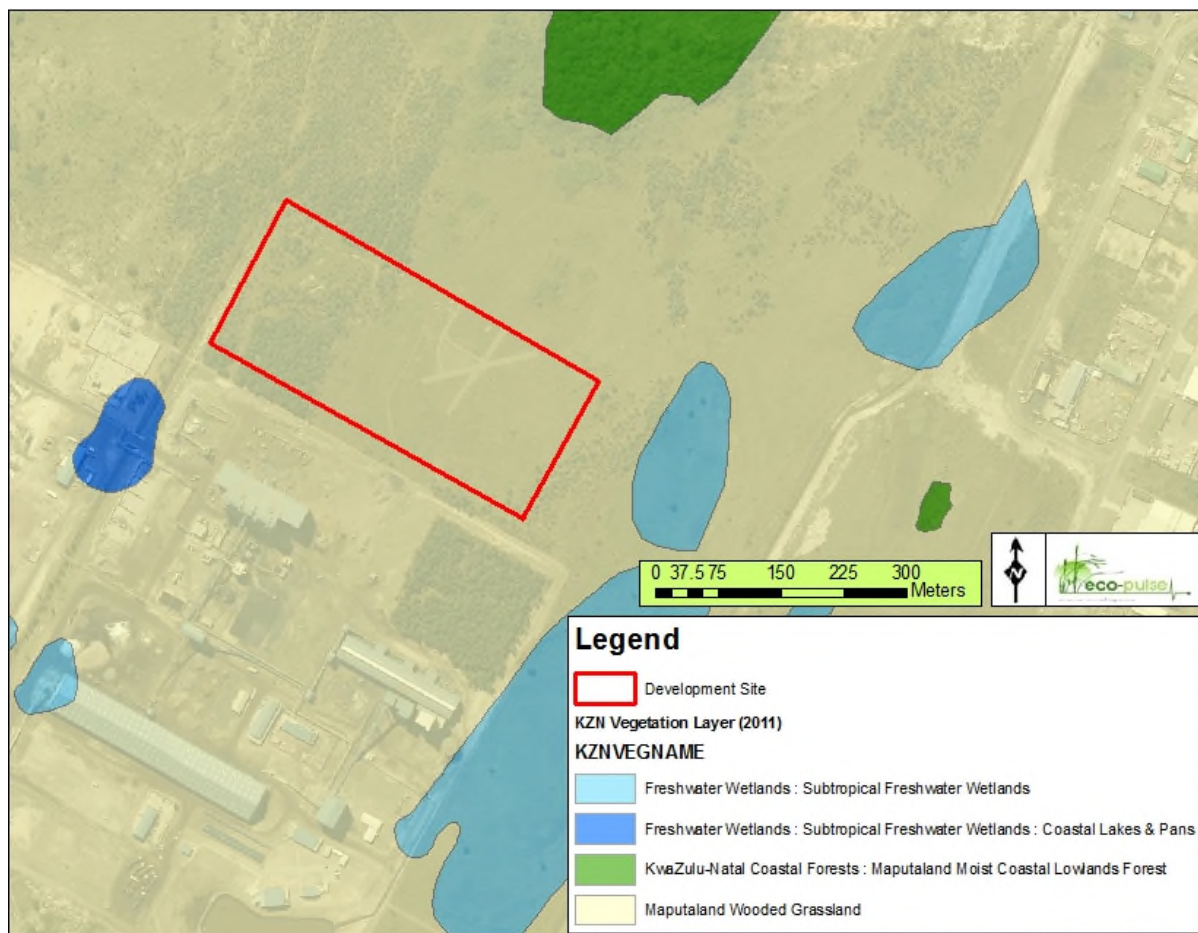 0 37.5 75 150 225 300
Meters
N
eco-pulse
Legend
Development Site
KZN Vegetation Layer (2011)
KZNVEGNAME
Freshwater Wetlands : Subtropical Freshwater Wetlands
Freshwater Wetlands : Subtropical Freshwater Wetlands : Coastal Lakes & Pans
KwaZulu-Natal Coastal Forests : Maputaland Moist Coastal Lowlands Forest
Maputaland Wooded Grassland